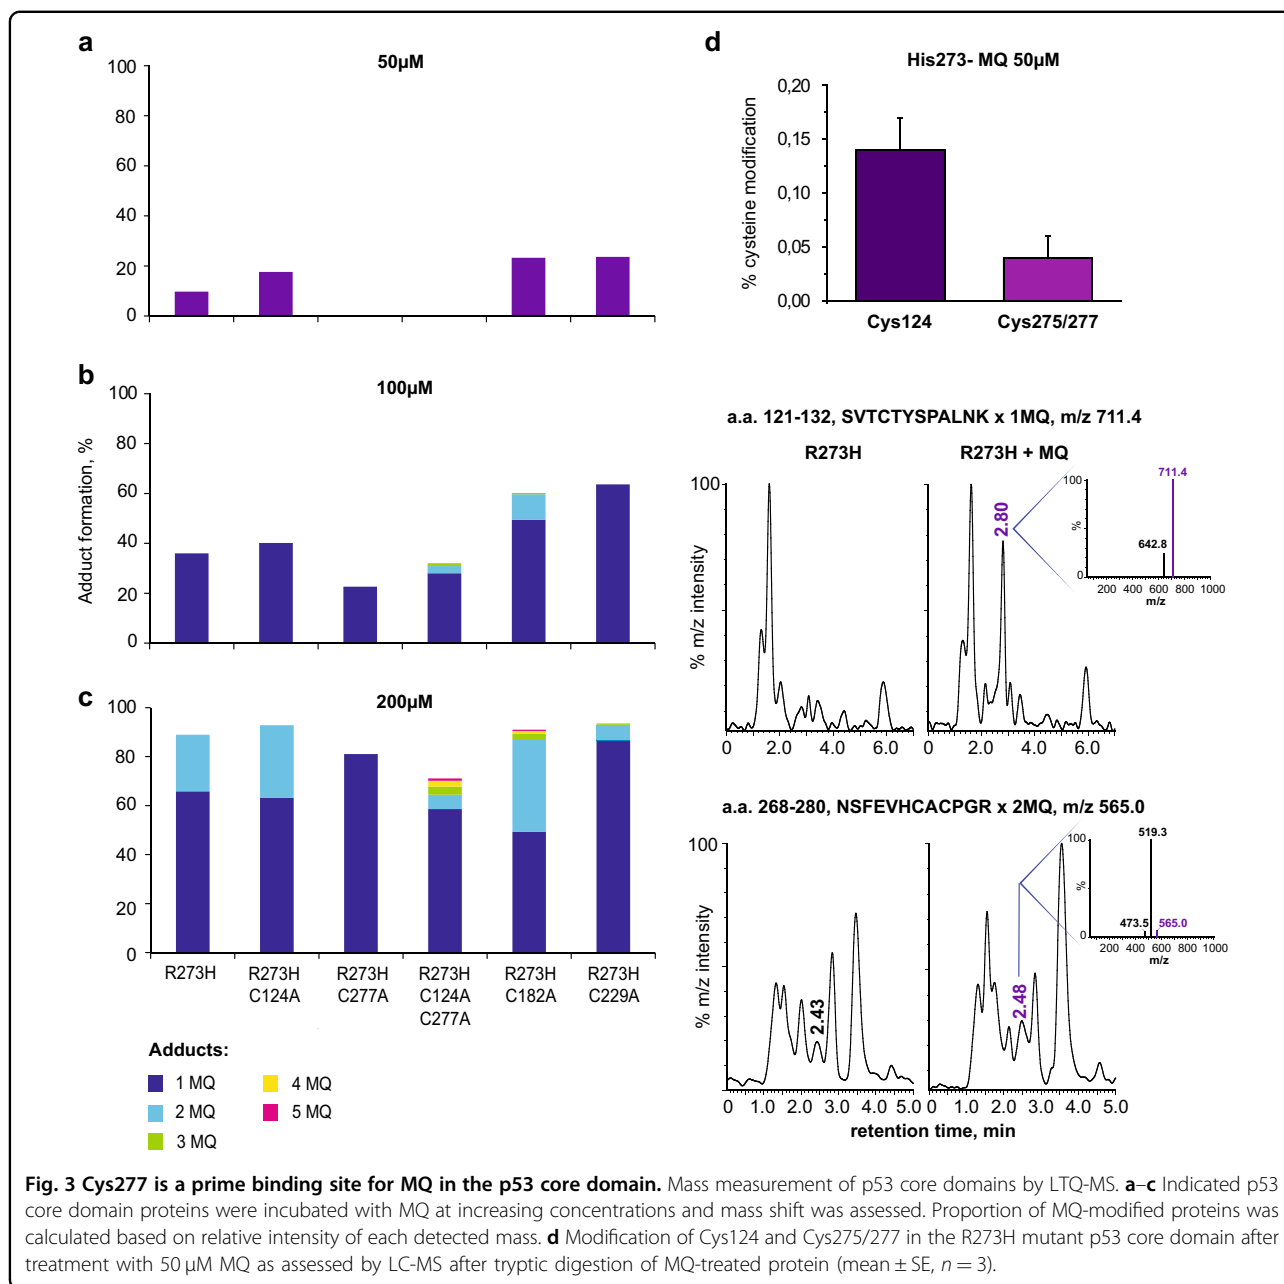 a
50µM
100
80
60
40
20
0
b
100µM
100
80
60
40
20
0
Adduct formation, %
c
200µM
100
80
60
40
20
0
R273H
R273H
C124A
R273H
C277A
R273H
C124A
C277A
R273H
C182A
R273H
C229A
Adducts:
1 MQ
2 MQ
3 MQ
4 MQ
5 MQ
d
His273- MQ 50µM
% cysteine modification
0,20
0,15
0,10
0,05
0,00
Cys124
Cys275/277
a.a. 121-132, SVTCTYSPALNK x 1MQ, m/z 711.4
R273H
R273H + MQ
% m/z intensity
100
0
2.0
4.0
6.0
100
2.80
0
2.0
4.0
6.0
711.4
100
%
642.8
0
200 400 600 800 1000
m/z
a.a. 268-280, NSFEVHCACPGR x 2MQ, m/z 565.0
% m/z intensity
100
2.43
0 1.0 2.0 3.0 4.0 5.0
100
2.48
0 1.0 2.0 3.0 4.0 5.0
519.3
100
%
473.5
565.0
0
200 400 600 800 1000
m/z
retention time, min
Fig. 3 Cys277 is a prime binding site for MQ in the p53 core domain. Mass measurement of p53 core domains by LTQ-MS. a–c Indicated p53
core domain proteins were incubated with MQ at increasing concentrations and mass shift was assessed. Proportion of MQ-modified proteins was
calculated based on relative intensity of each detected mass. d Modification of Cys124 and Cys275/277 in the R273H mutant p53 core domain after
treatment with 50 µM MQ as assessed by LC-MS after tryptic digestion of MQ-treated protein (mean ± SE, n = 3).